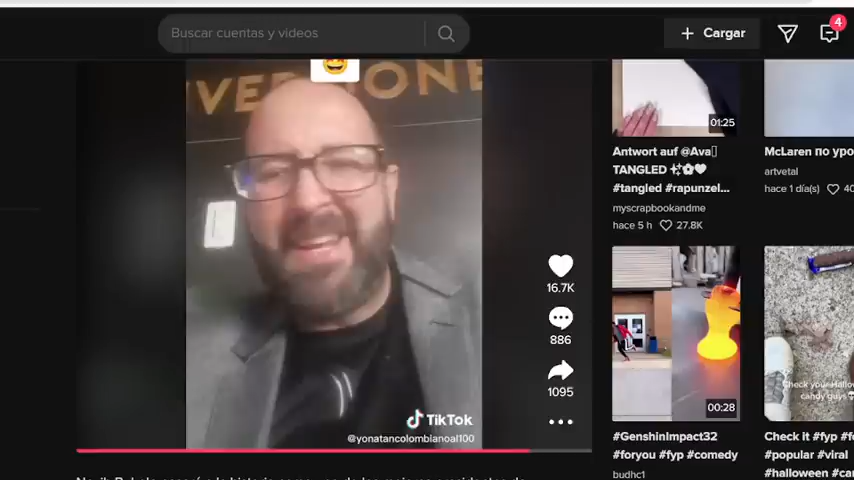 Buscar cuentas y videos
Cargar
4
16.7K
886
1095
TikTok
@yonatancolombianoal100
01:25
Antwort auf @Ava
TANGLED
#tangled #rapunzel...
myscrapbookandme
hace 5 h
27.8K
artvetal
hace 1 día(s)
00:28
#GenshinImpact32
#foryou #fyp #comedy
budhc1
Check it #fyp
#popular #viral